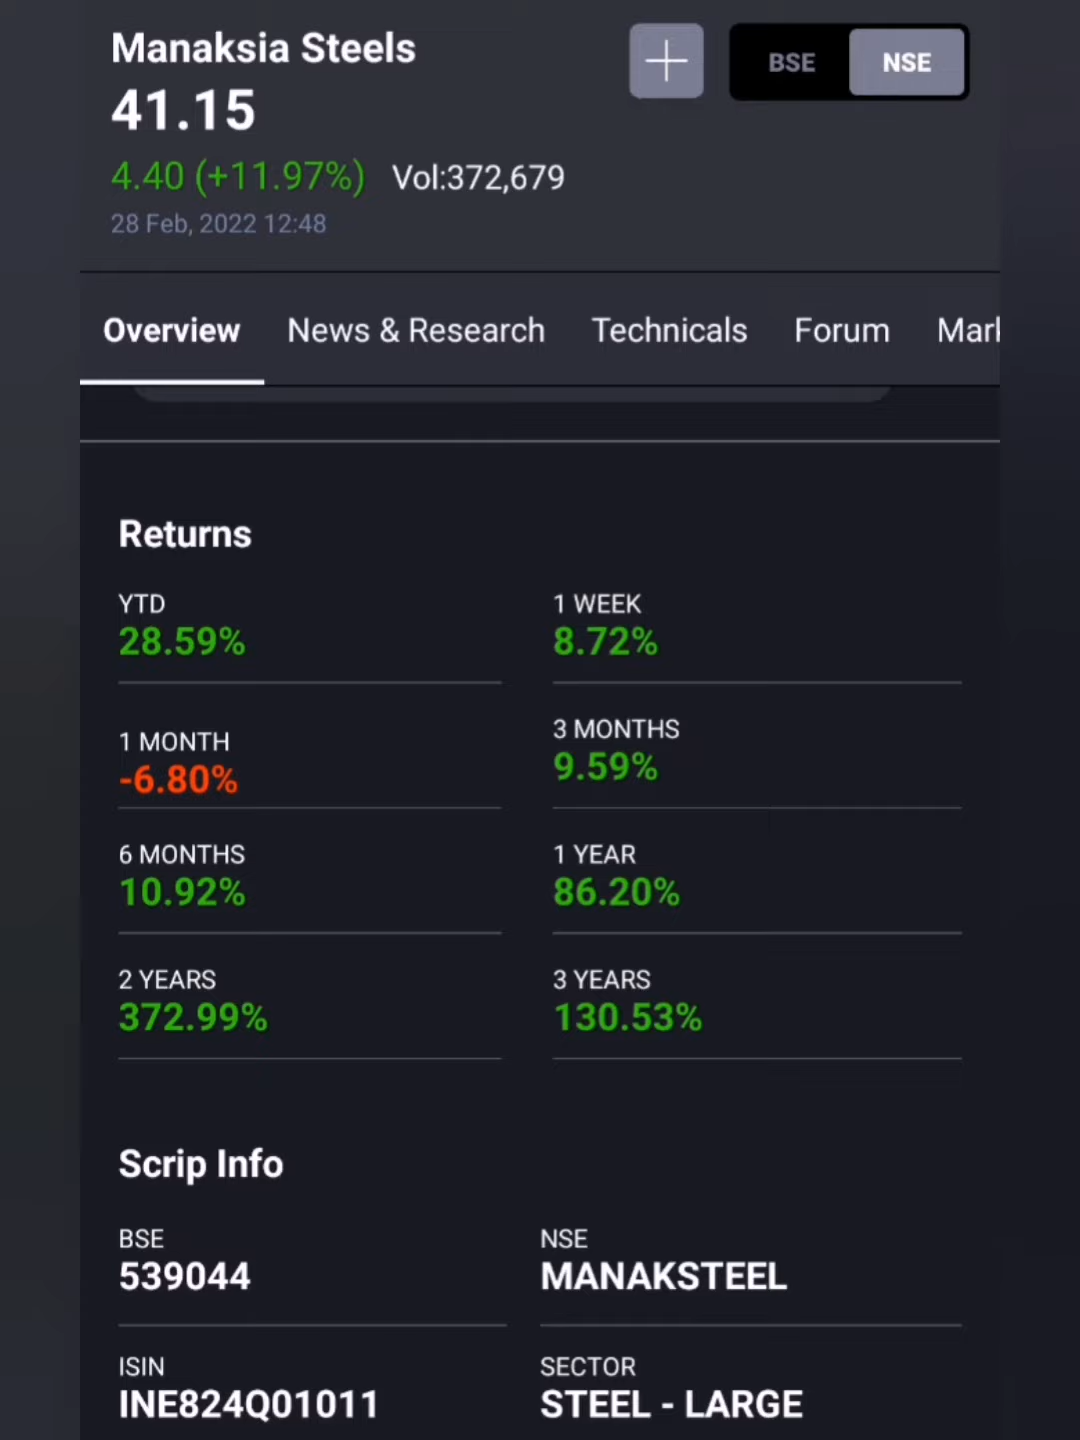 Manaksia Steels
BSE NSE
41.15
4.40 (+11.97%) Vol:372,679
28 Feb, 2022 12:48
Overview News & Research Technicals Forum Mark
Returns
YTD 1 WEEK
28.59% 8.72%
1 MONTH 3 MONTHS
-6.80% 9.59%
6 MONTHS 1 YEAR
10.92% 86.20%
2 YEARS 3 YEARS
372.99% 130.53%
Scrip Info
BSE NSE
539044 MANAKSTEEL
ISIN SECTOR
INE824Q01011 STEEL - LARGE